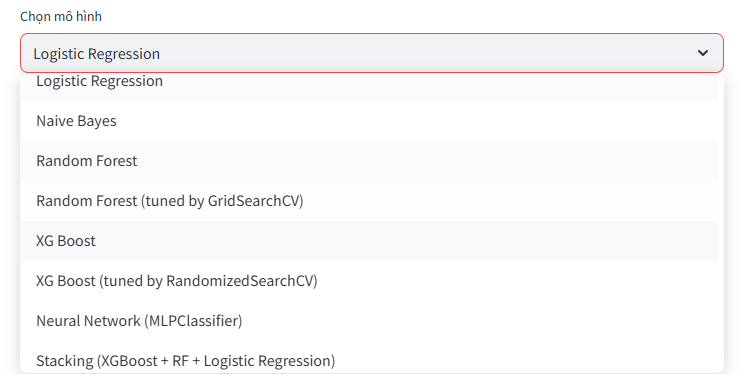 Chọn mô hình
Logistic Regression
Logistic Regression
Naive Bayes
Random Forest
Random Forest (tuned by GridSearchCV)
XG Boost
XG Boost (tuned by RandomizedSearchCV)
Neural Network (MLPClassifier)
Stacking (XGBoost + RF + Logistic Regression)